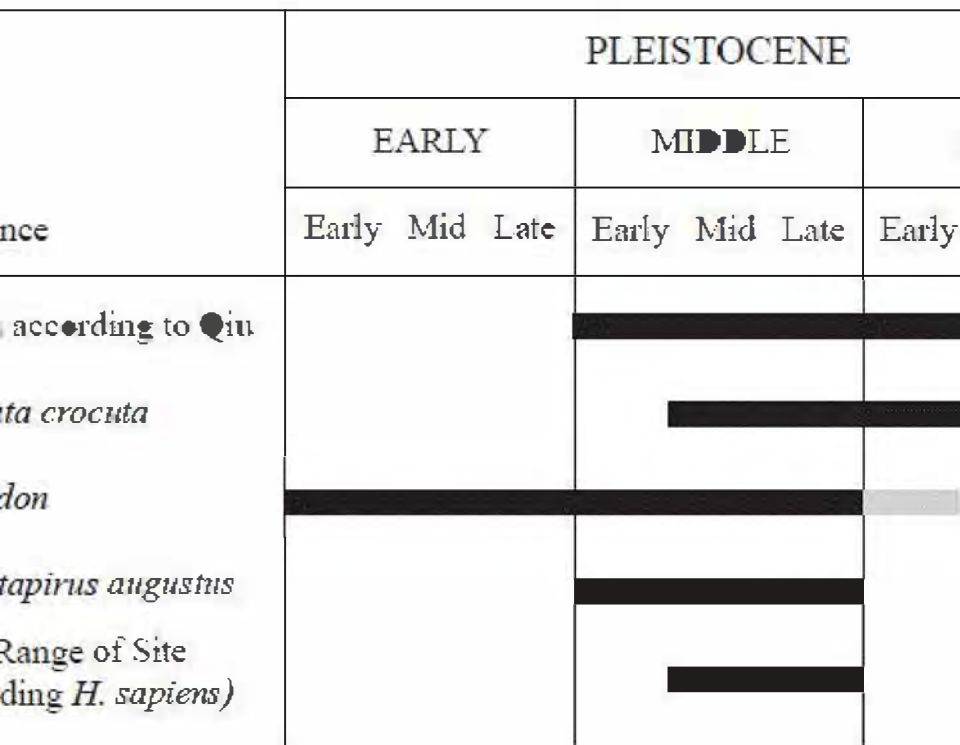 PLEISTOCENE
EARLY MIDDLE
nce Early Mid Late Early Mid Late Early
according to Qiu
ta crocuta
don
tapirus augustus
Range of Site
ding H. sapiens)